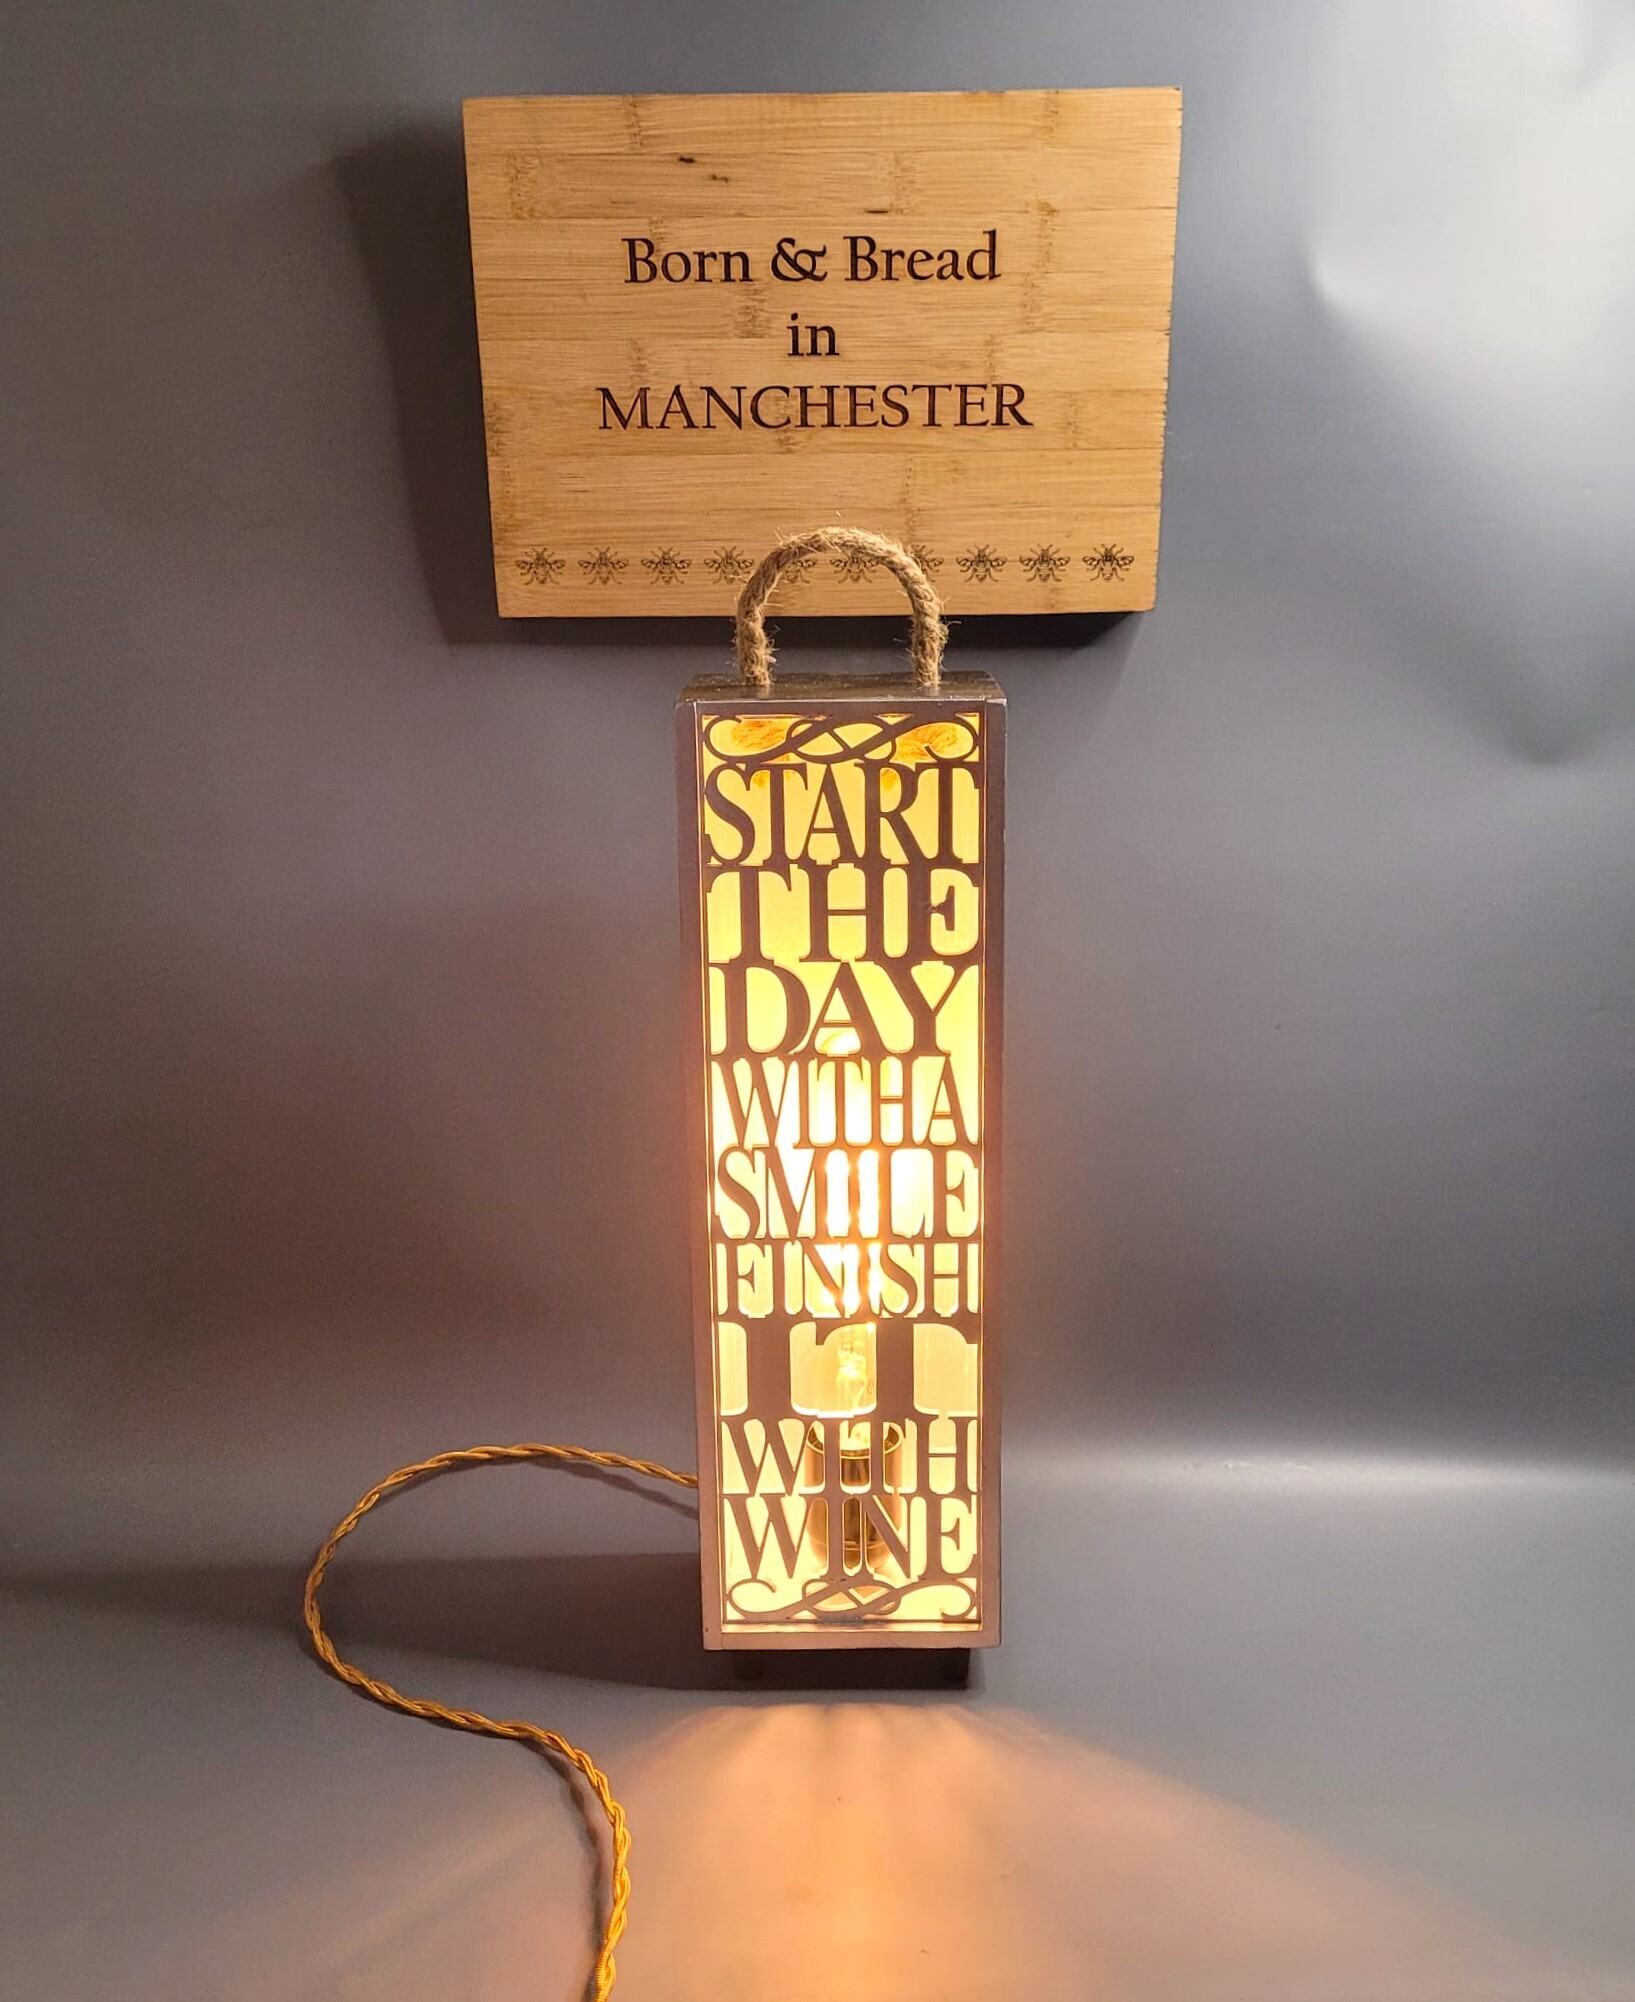 Born & Bread
in
MANCHESTER
START
THE
DAY
WITH A
SMILE
FINISH
IT
WITH
WINE